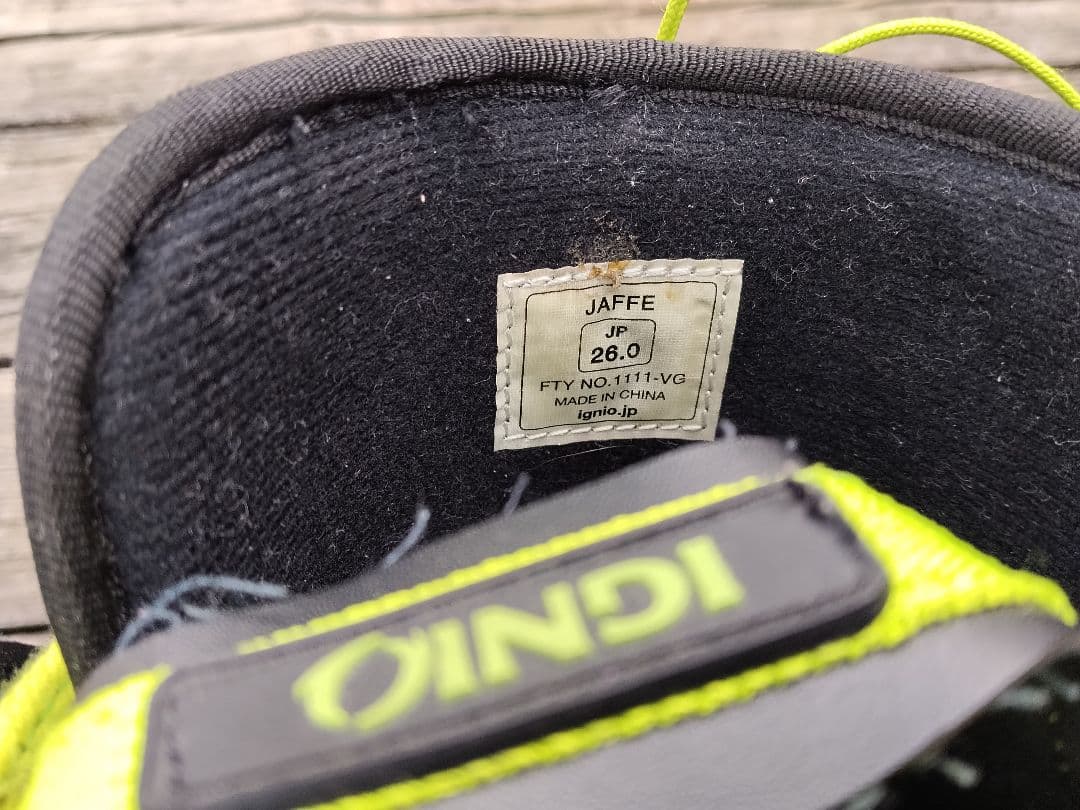 JAFFE
JP
26.0
FTY NO.1111-VG
MADE IN CHINA
ignio.jp
IGNIO